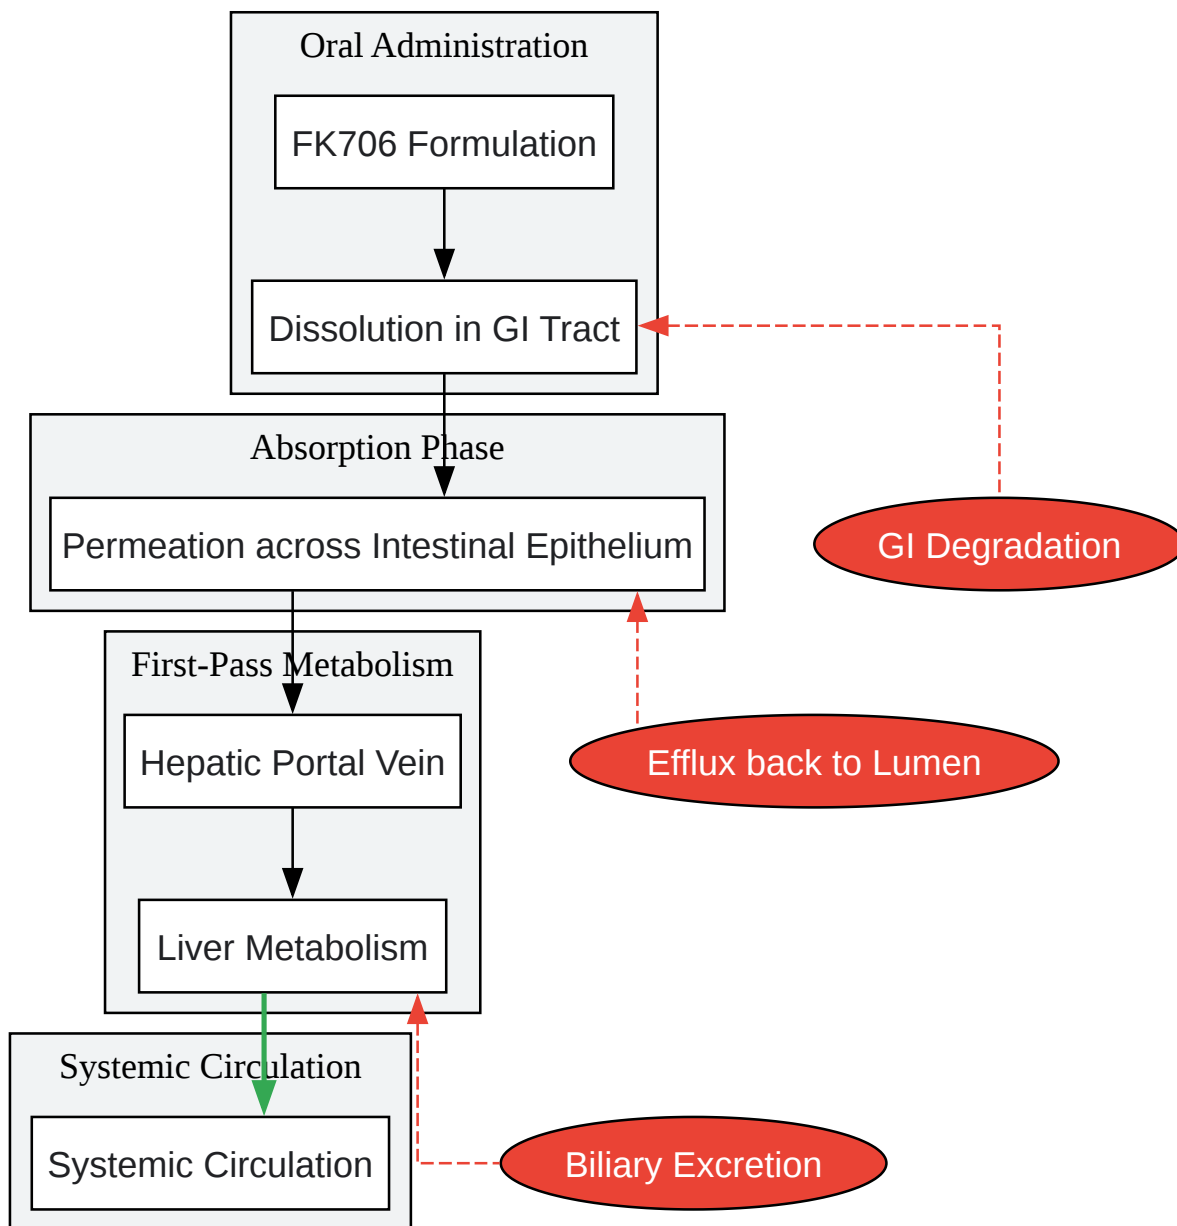 Oral Administration
FK706 Formulation
Dissolution in GI Tract
Absorption Phase
Permeation across Intestinal Epithelium
GI Degradation
First-Pass Metabolism
Hepatic Portal Vein
Efflux back to Lumen
Liver Metabolism
Systemic Circulation
Systemic Circulation
Biliary Excretion